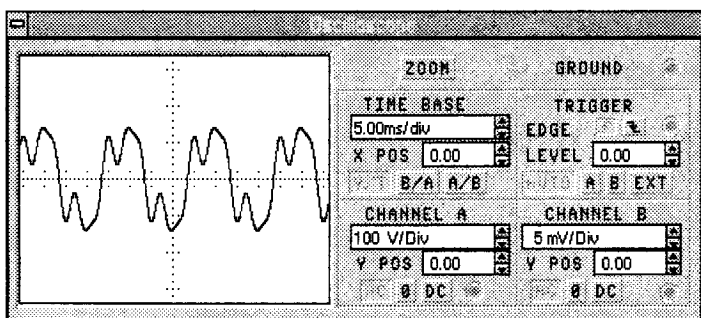 ZOOM GROUND
TIME BASE
5.00ms/div
X POS 0.00
B/A A/B
TRIGGER
EDGE
LEVEL 0.00
A B EXT
CHANNEL A
100 V/Div
Y POS 0.00
0 DC
CHANNEL B
5 mV/Div
Y POS 0.00
0 DC